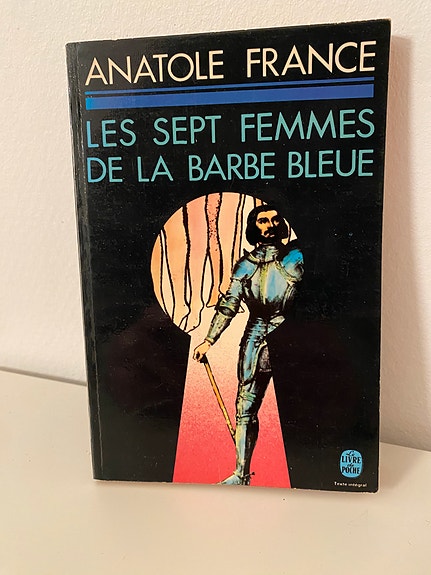 ANATOLE FRANCE
LES SEPT FEMMES
DE LA BARBE BLEUE
Le
LIVRE
de
POCHE
Texte intégral